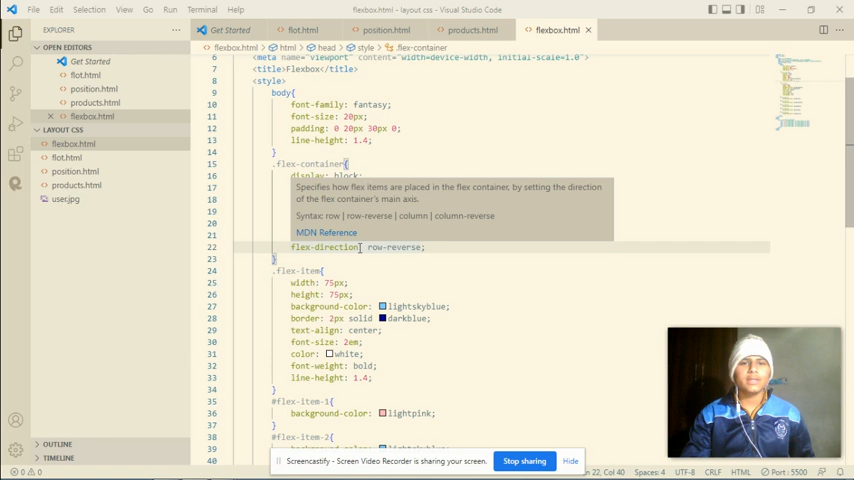 File Edit Selection View Go Run Terminal Help
flexbox.html - layout css - Visual Studio Code
EXPLORER ···
Get Started flot.html position.html products.html flexbox.html ×
flexbox.html > html > head > style > .flex-container
OPEN EDITORS
Get Started
flot.html
position.html
products.html
× flexbox.html
LAYOUT CSS
flexbox.html
flot.html
position.html
products.html
user.jpg
6 <meta name="viewport" content="width=device-width, initial-scale=1.0">
7 <title>Flexbox</title>
8 <style>
9 body{
10 font-family: fantasy;
11 font-size: 20px;
12 padding: 0 20px 30px 0;
13 line-height: 1.4;
14 }
15 .flex-container{
16 display: block;
17
Specifies how flex items are placed in the flex container, by setting the direction
of the flex container's main axis.
18
19
Syntax: row | row-reverse | column | column-reverse
20
21
MDN Reference
22 flex-direction: row-reverse;
23 }
24 .flex-item{
25 width: 75px;
26 height: 75px;
27 background-color: lightskyblue;
28 border: 2px solid darkblue;
29 text-align: center;
30 font-size: 2em;
31 color: white;
32 font-weight: bold;
33 line-height: 1.4;
34 }
35 #flex-item-1{
36 background-color: lightpink;
37 }
38 #flex-item-2{
39
40
OUTLINE
TIMELINE
Screencastify - Screen Video Recorder is sharing your screen. Stop sharing Hide
0 0 Ln 22, Col 40 Spaces: 4 UTF-8 CRLF HTML Port : 5500